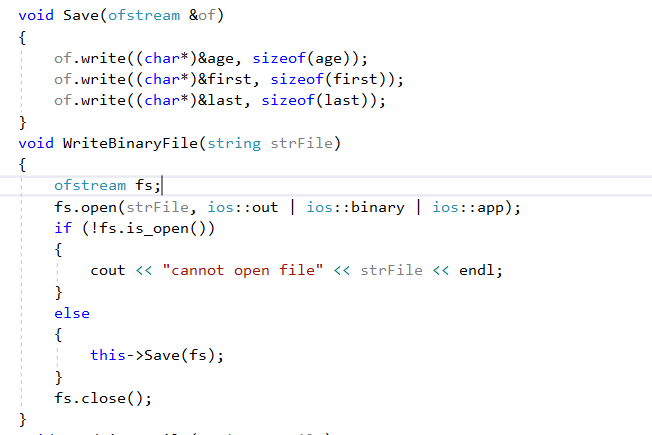 void Save(ofstream &of)
{
of.write((char*)&age, sizeof(age));
of.write((char*)&first, sizeof(first));
of.write((char*)&last, sizeof(last));
}
void WriteBinaryFile(string strFile)
{
ofstream fs;
fs.open(strFile, ios::out | ios::binary | ios::app);
if (!fs.is_open())
{
cout << "cannot open file" << strFile << endl;
}
else
{
this->Save(fs);
}
fs.close();
}